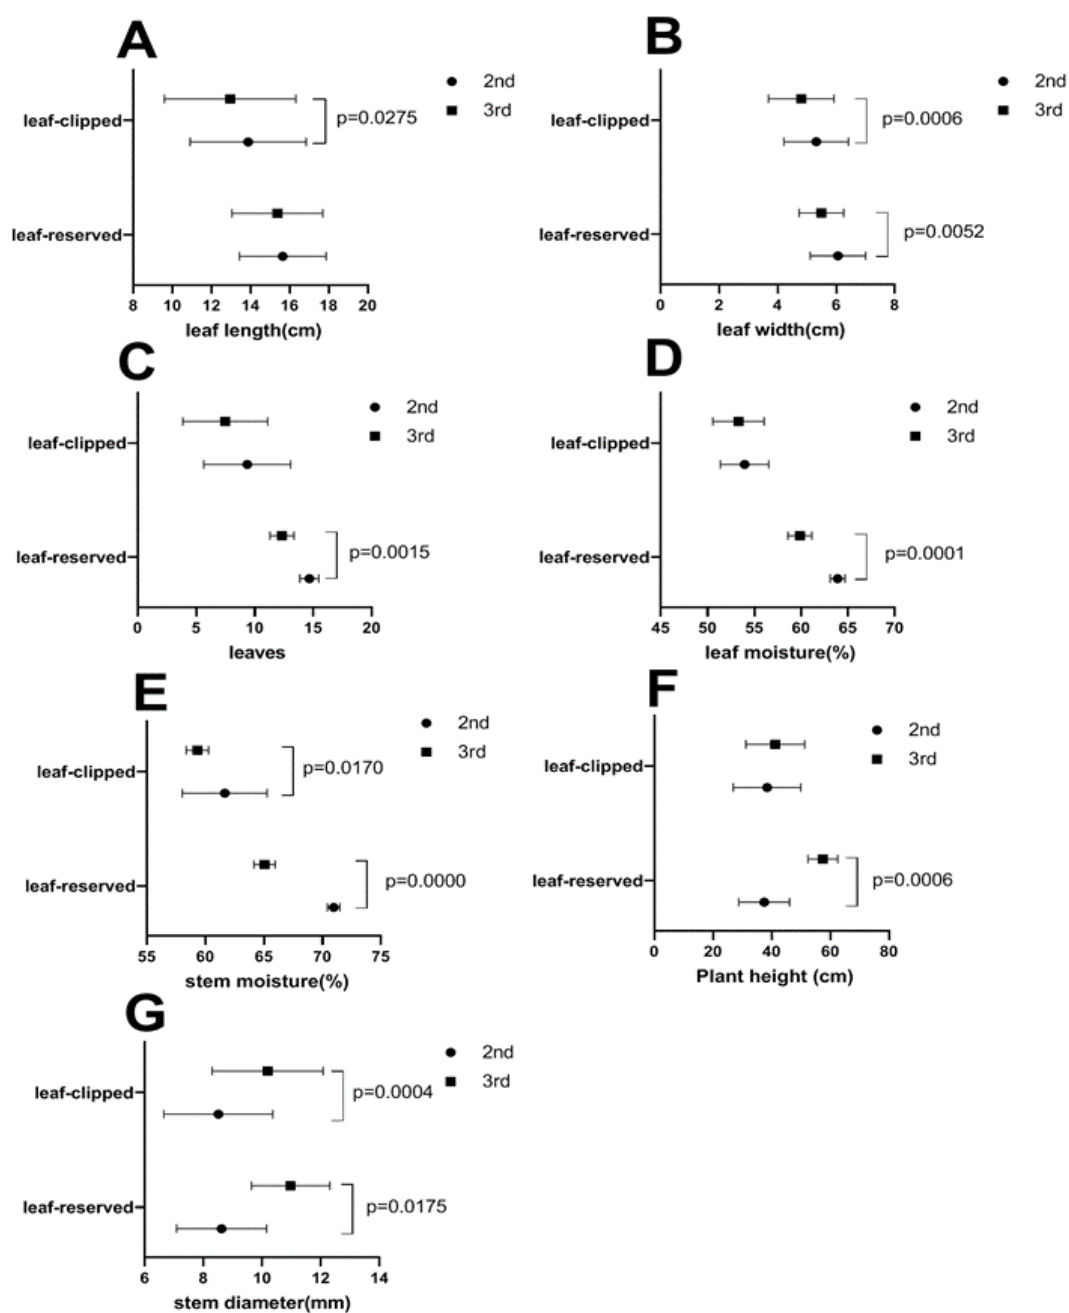 A
2nd
3rd
leaf-clipped
p=0.0275
leaf-reserved
8 10 12 14 16 18 20
leaf length(cm)
B
2nd
3rd
leaf-clipped
p=0.0006
leaf-reserved
p=0.0052
0 2 4 6 8
leaf width(cm)
C
2nd
3rd
leaf-clipped
leaf-reserved
p=0.0015
0 5 10 15 20
leaves
D
2nd
3rd
leaf-clipped
leaf-reserved
p=0.0001
45 50 55 60 65 70
leaf moisture(%)
E
2nd
3rd
leaf-clipped
p=0.0170
leaf-reserved
p=0.0000
55 60 65 70 75
stem moisture(%)
F
2nd
3rd
leaf-clipped
leaf-reserved
p=0.0006
0 20 40 60 80
Plant height (cm)
G
2nd
3rd
leaf-clipped
p=0.0004
leaf-reserved
p=0.0175
6 8 10 12 14
stem diameter(mm)